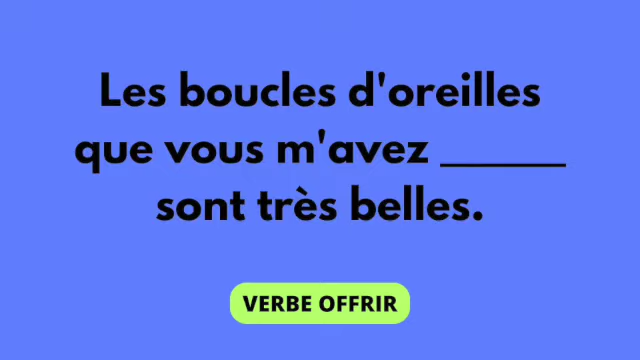 Les boucles d'oreilles
que vous m'avez ______
sont très belles.
VERBE OFFRIR